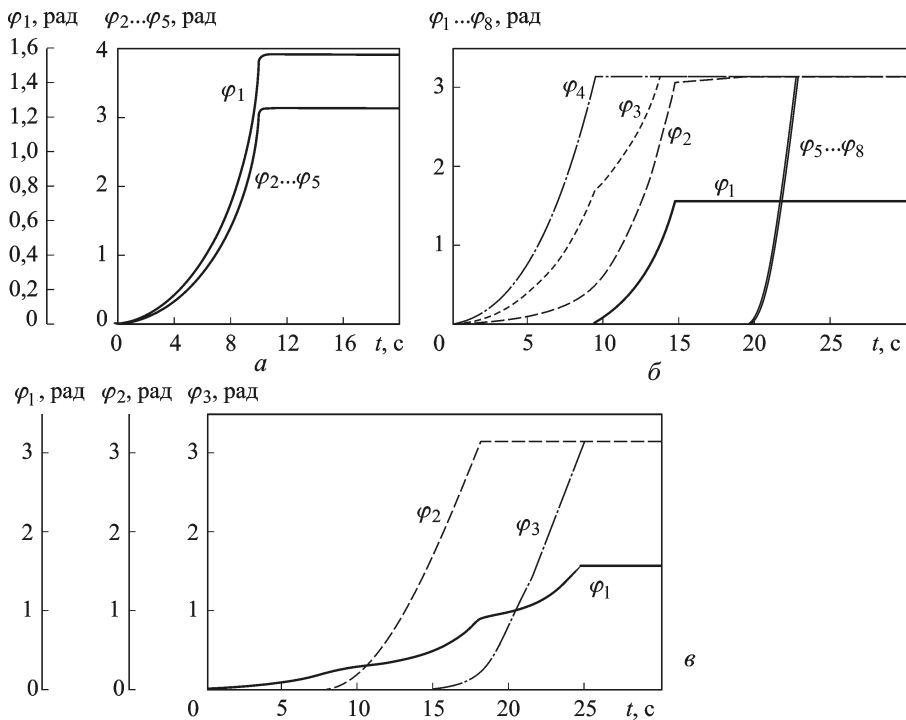 φ₁, рад φ₂...φ₅, рад
1,6
1,4
1,2
1,0
0,8
0,6
0,4
0,2
0
4
3
2
1
0
φ₁
φ₂...φ₅
0 4 8 12 16 t, с
а
φ₁...φ₈, рад
3
2
1
φ₄
φ₃
φ₂
φ₁
φ₅...φ₈
0 5 10 15 20 25 t, с
б
φ₁, рад φ₂, рад φ₃, рад
3 3 3
2 2 2
1 1 1
0 0 0
φ₂
φ₃
φ₁
5 10 15 20 25 t, с
в